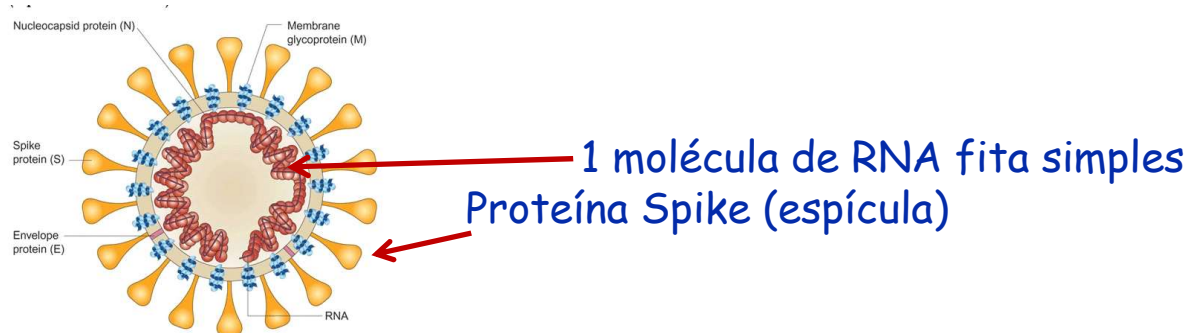 Nucleocapsid protein (N)
Membrane
glycoprotein (M)
Spike
protein (S)
1 molécula de RNA fita simples
Proteína Spike (espícula)
Envelope
protein (E)
RNA